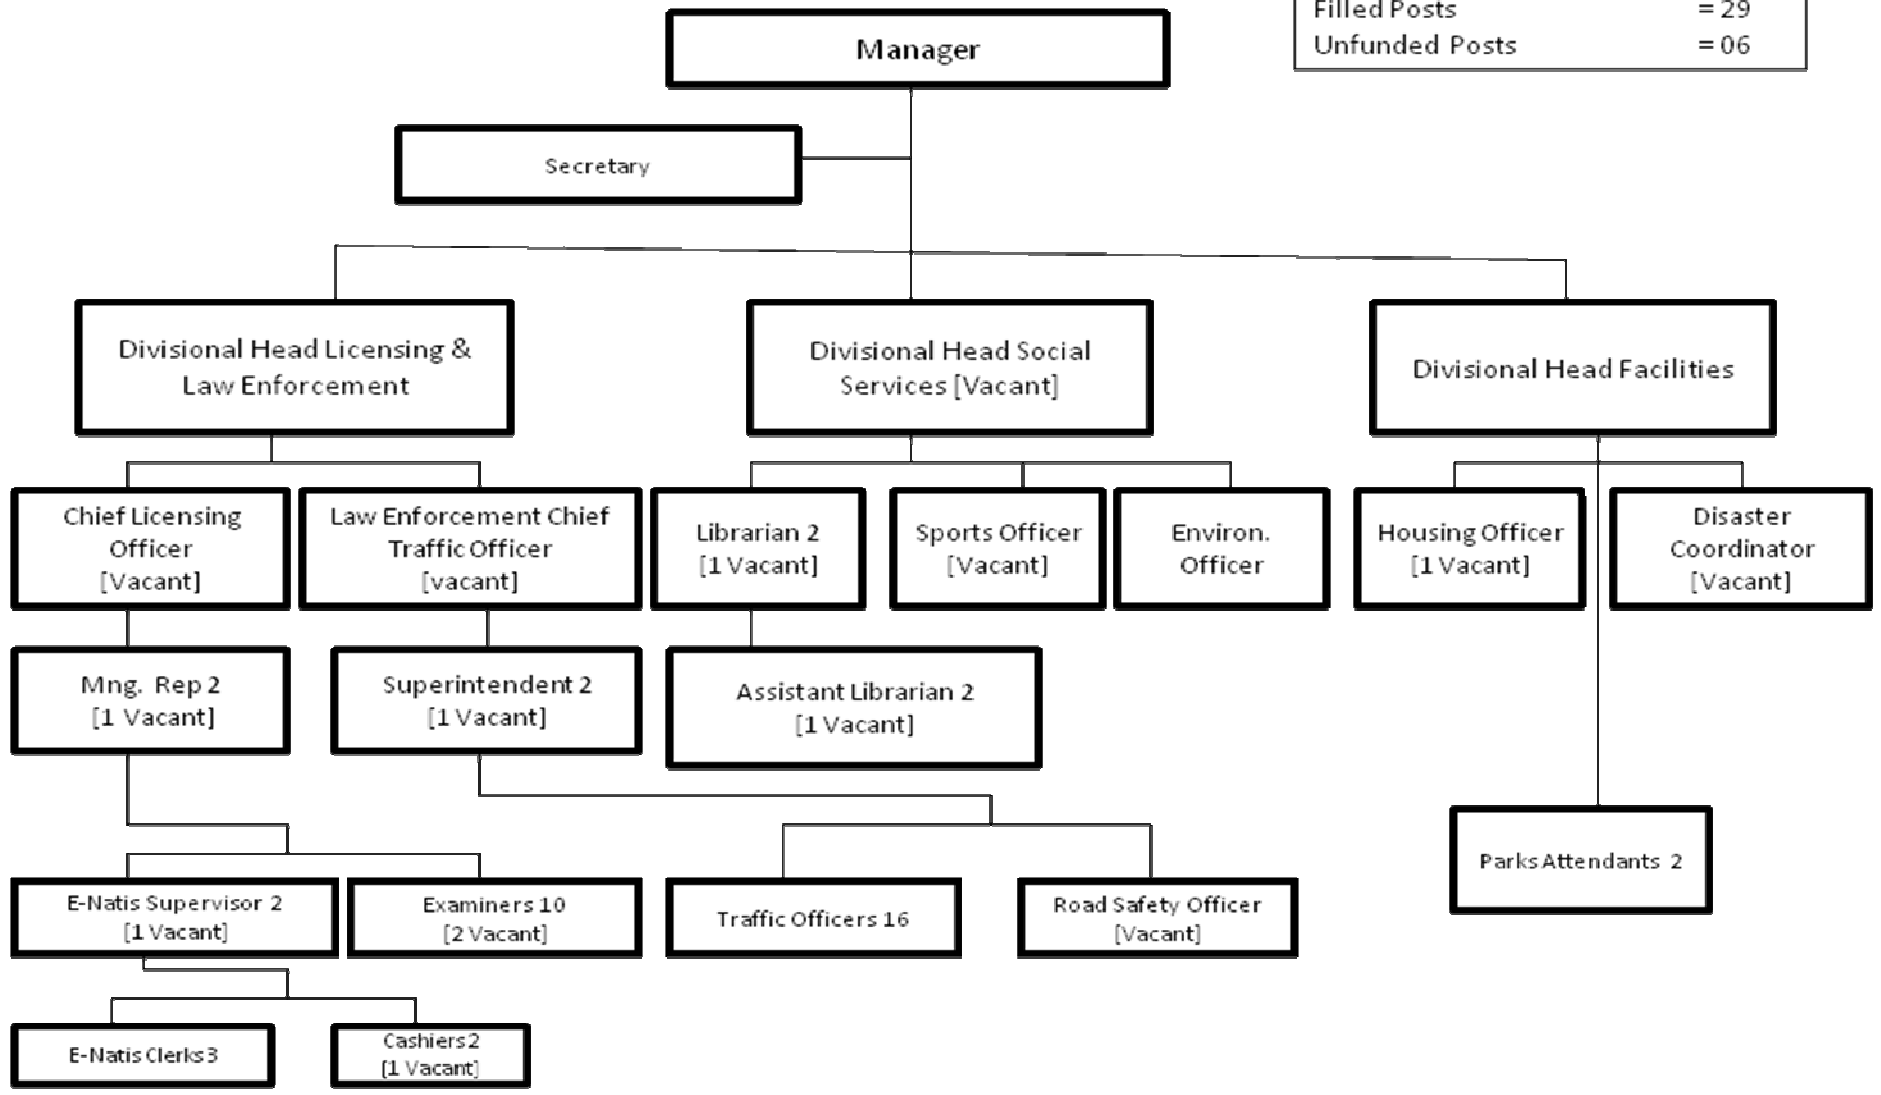 Filled Posts = 29
Unfunded Posts = 06
Manager
Secretary
Divisional Head Licensing &
Law Enforcement
Divisional Head Social
Services [Vacant]
Divisional Head Facilities
Chief Licensing
Officer
[Vacant]
Law Enforcement Chief
Traffic Officer
[vacant]
Librarian 2
[1 Vacant]
Sports Officer
[Vacant]
Environ.
Officer
Housing Officer
[1 Vacant]
Disaster
Coordinator
[Vacant]
Mng. Rep 2
[1 Vacant]
Superintendent 2
[1 Vacant]
Assistant Librarian 2
[1 Vacant]
Parks Attendants 2
E-Natis Supervisor 2
[1 Vacant]
Examiners 10
[2 Vacant]
Traffic Officers 16
Road Safety Officer
[Vacant]
E-Natis Clerks 3
Cashiers 2
[1 Vacant]